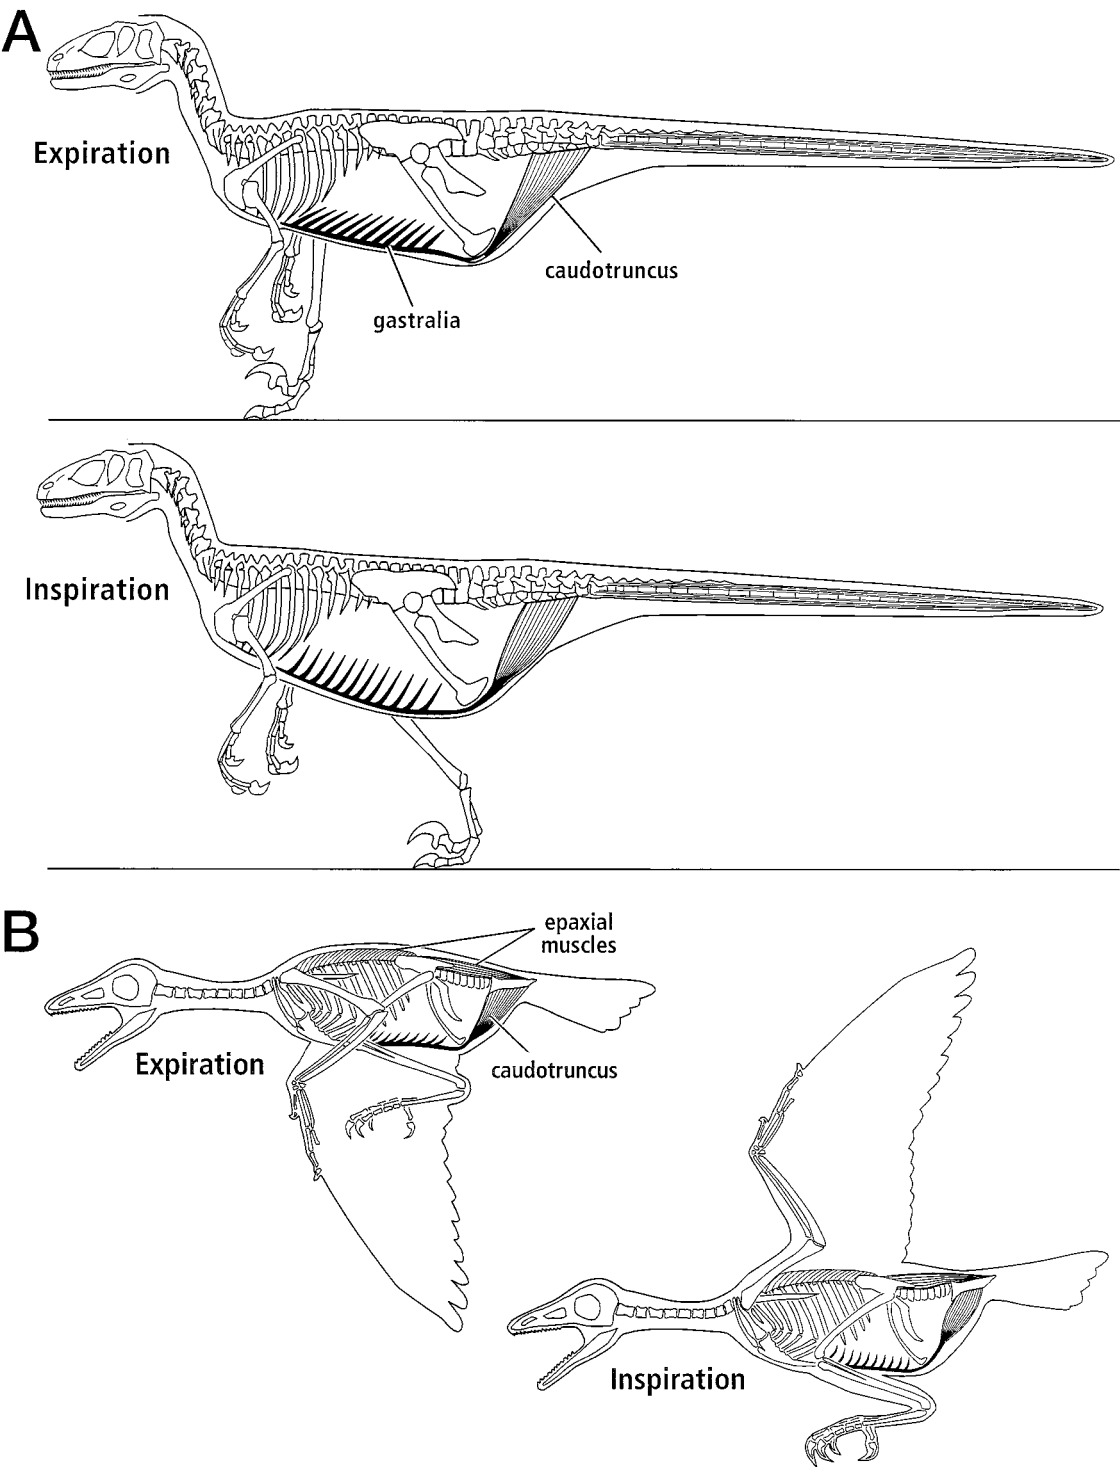 A
Expiration
caudotruncus
gastralia
Inspiration
B
epaxial
muscles
Expiration
caudotruncus
Inspiration